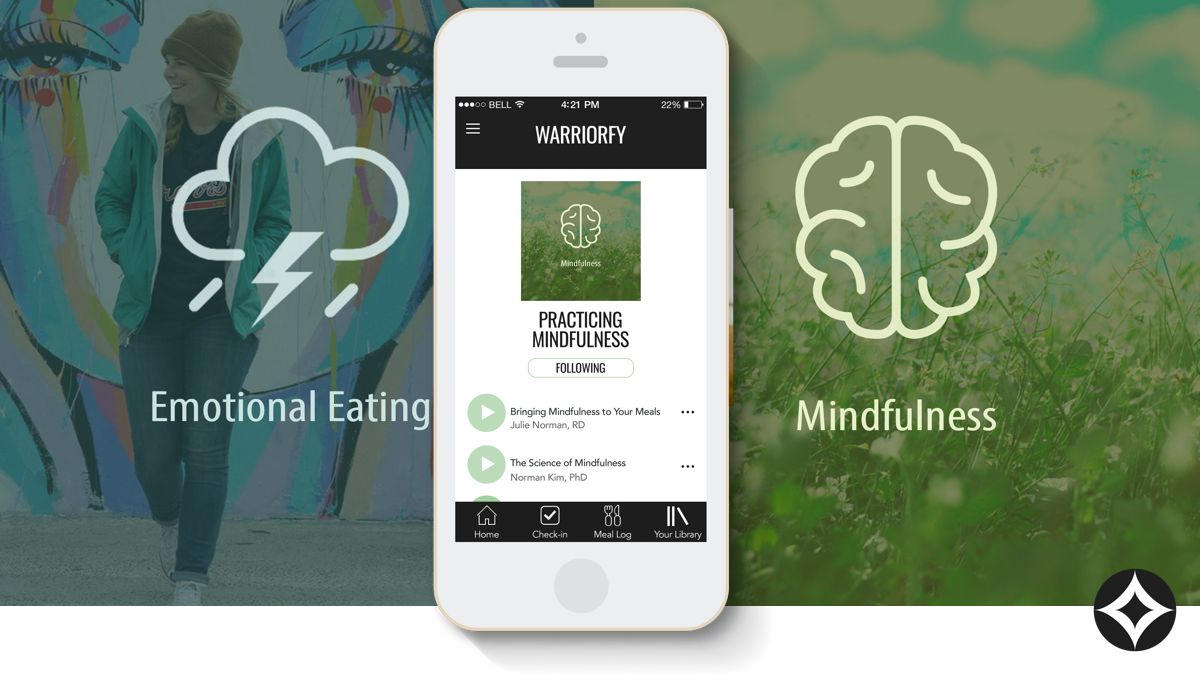 Emotional Eating
BELL 4:21 PM 22%
WARRIORFY
Mindfulness
PRACTICING
MINDFULNESS
FOLLOWING
Bringing Mindfulness to Your Meals
Julie Norman, RD
The Science of Mindfulness
Norman Kim, PhD
Home Check-in Meal Log Your Library
Mindfulness